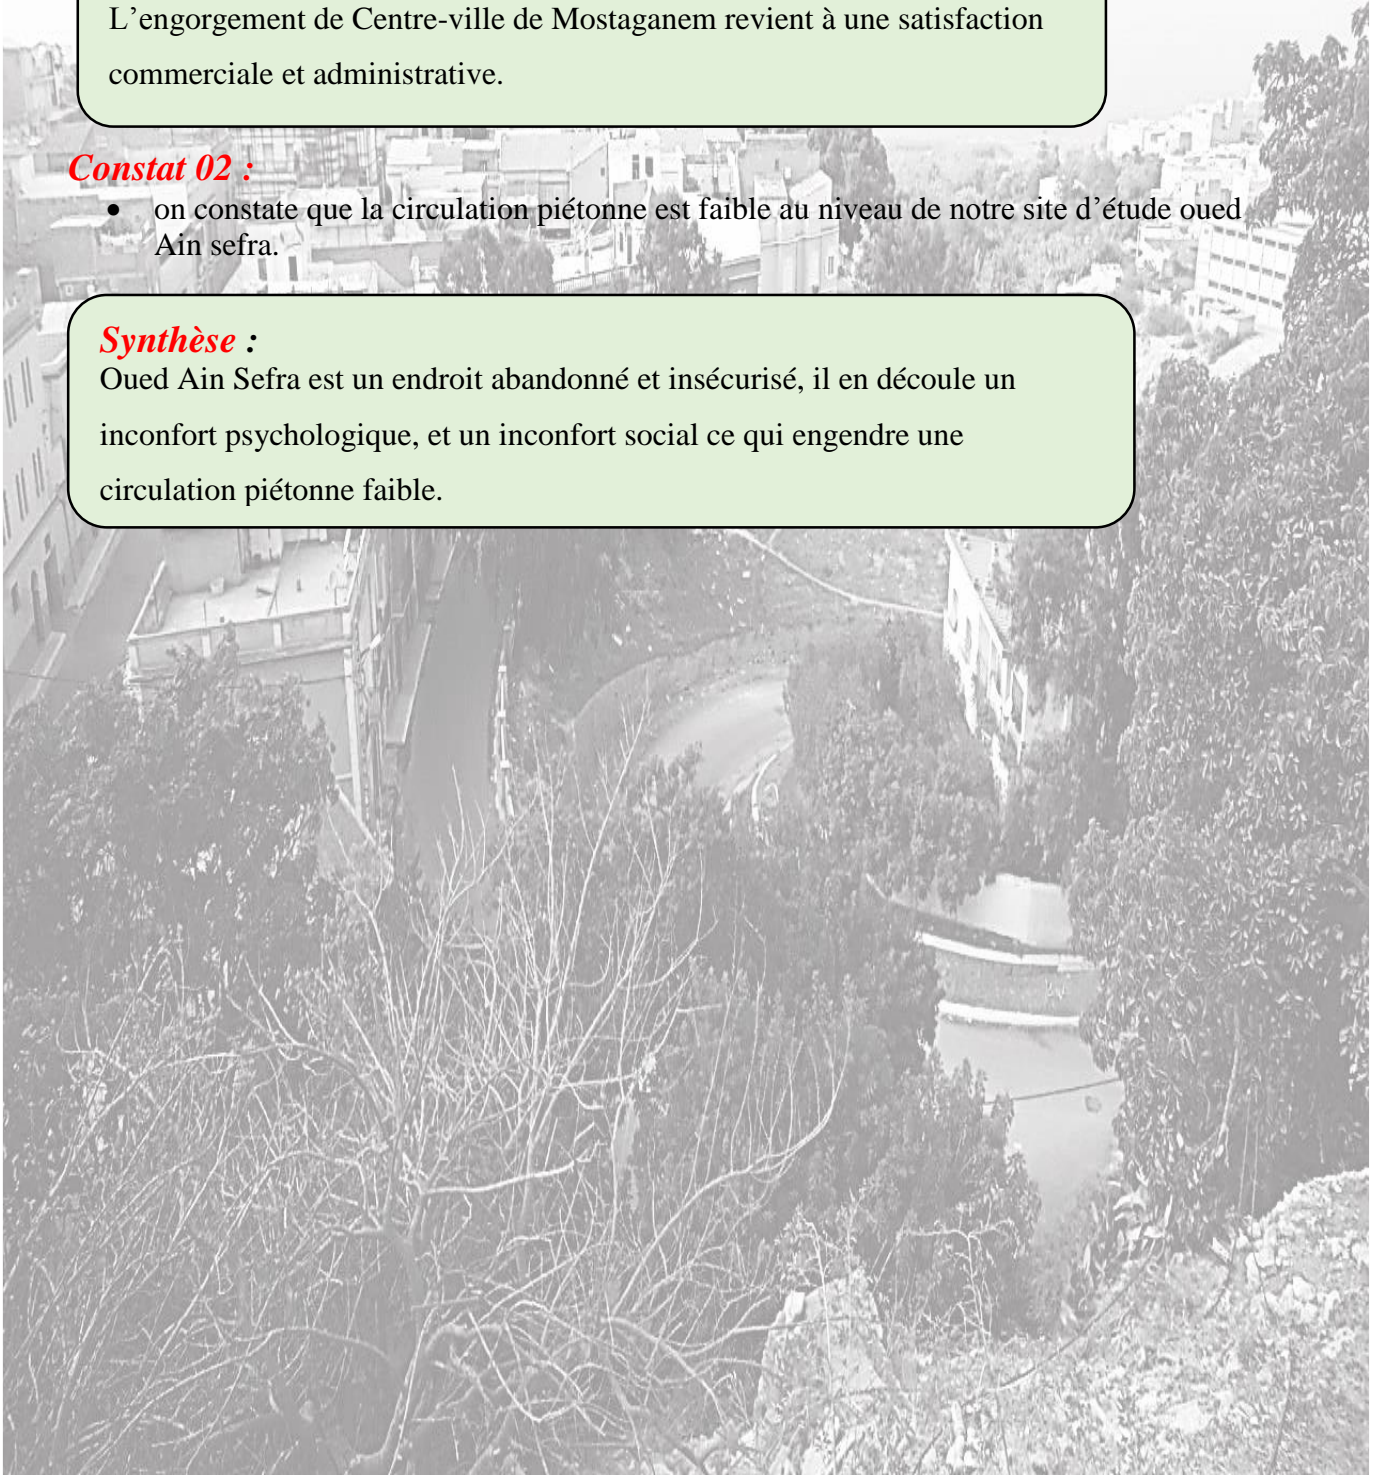 L’engorgement de Centre-ville de Mostaganem revient à une satisfaction
commerciale et administrative.
Constat 02 :
• on constate que la circulation piétonne est faible au niveau de notre site d’étude oued
Ain sefra.
Synthèse :
Oued Ain Sefra est un endroit abandonné et insécurisé, il en découle un
inconfort psychologique, et un inconfort social ce qui engendre une
circulation piétonne faible.